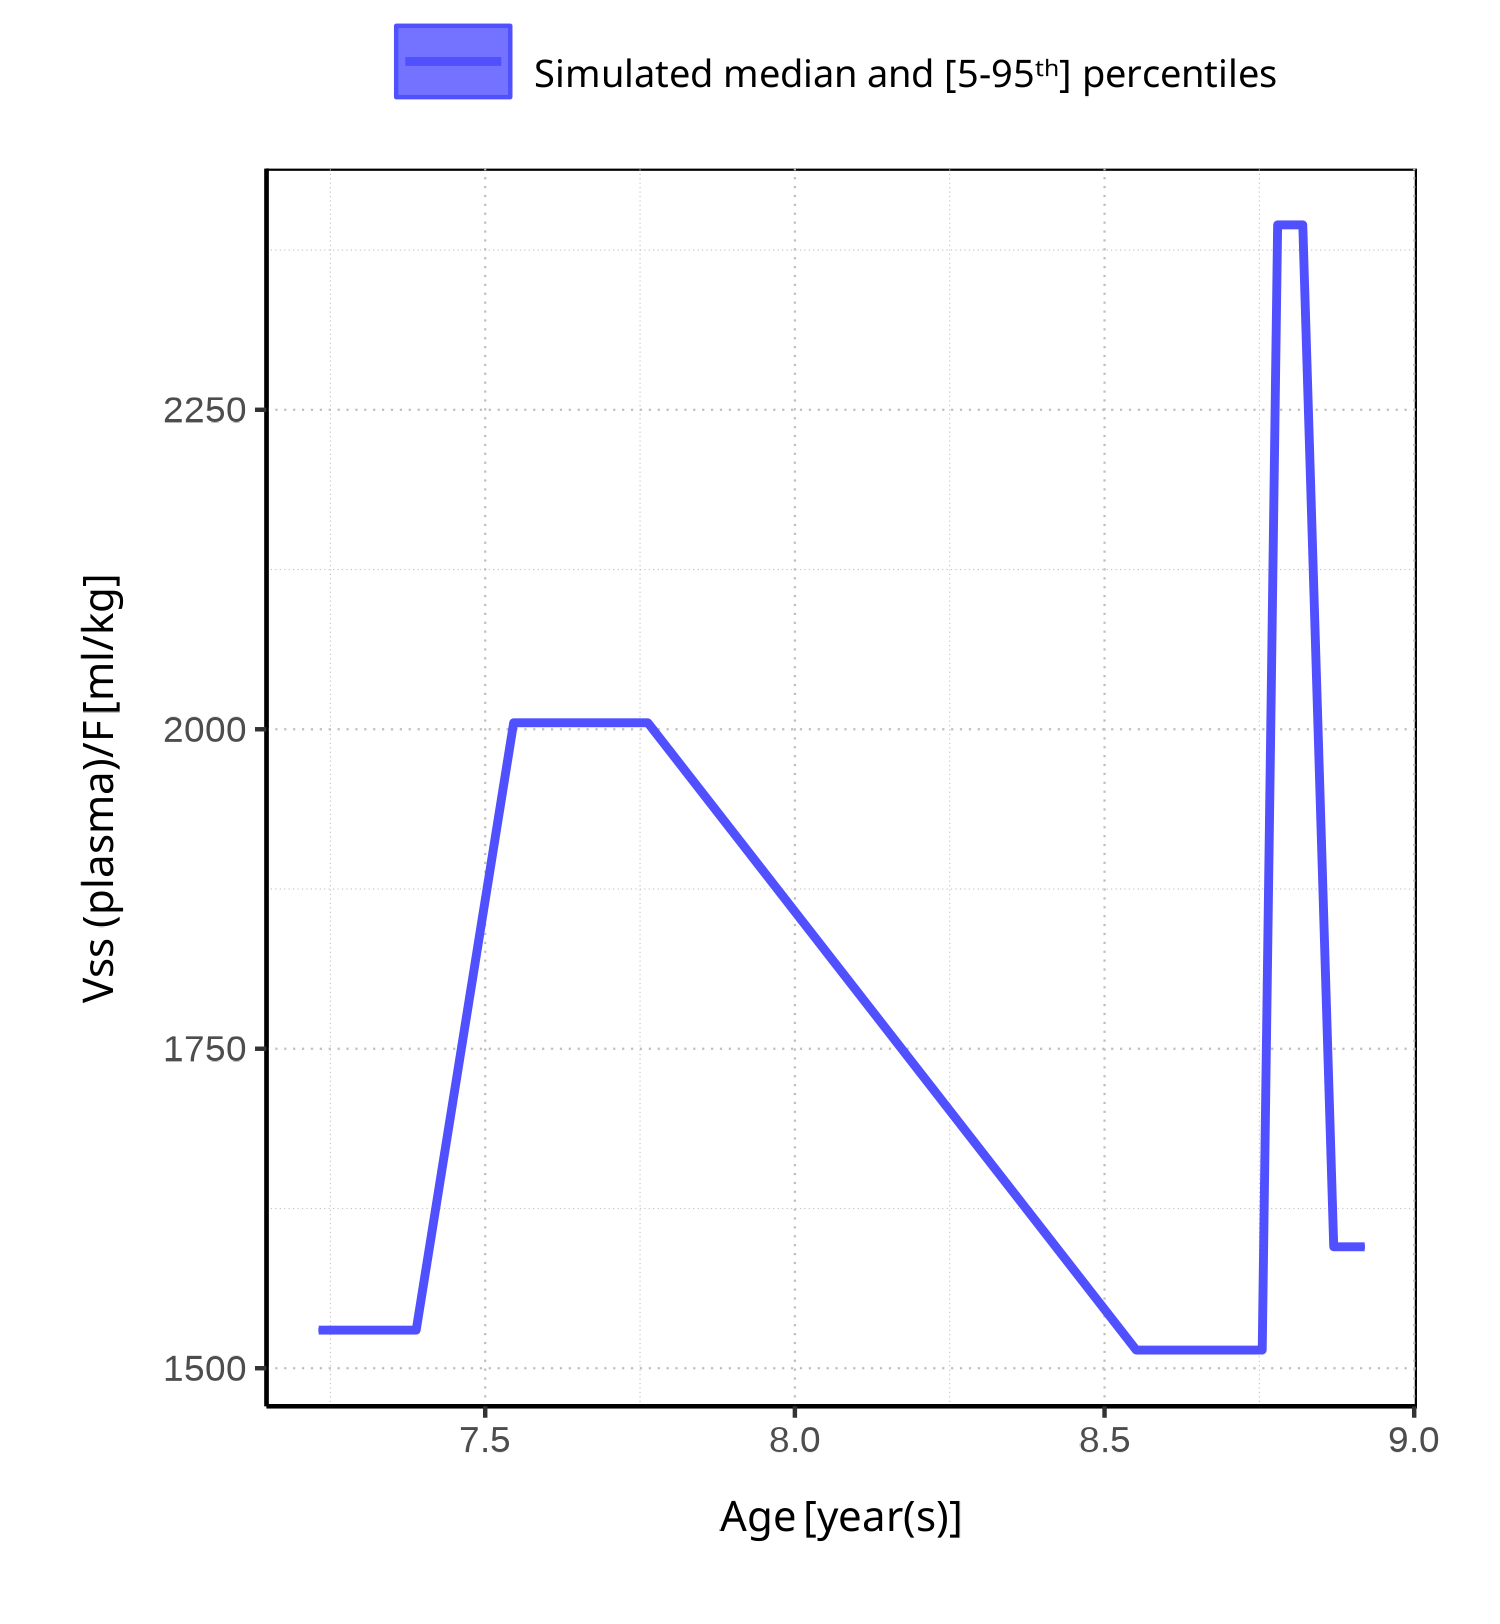 Simulated median and [5-95ᵗʰ] percentiles
2250
2000
1750
1500
Vss (plasma)/F [ml/kg]
7.5 8.0 8.5 9.0
Age [year(s)]